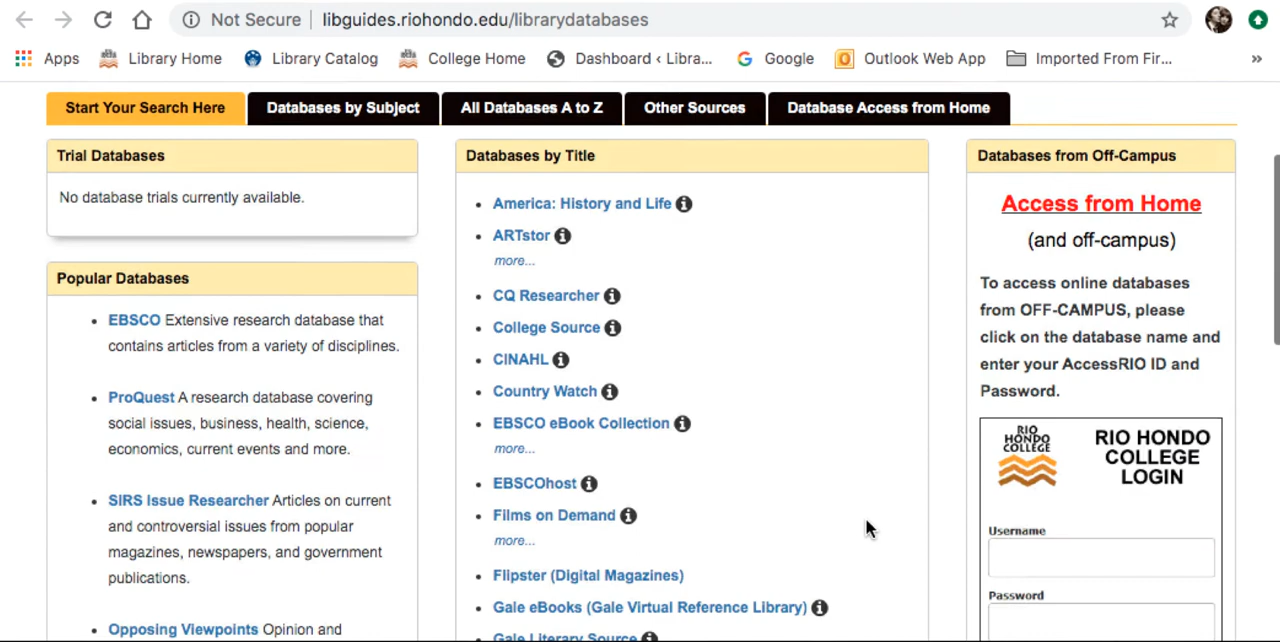 Not Secure
libguides.riohondo.edu/librarydatabases
Apps
Library Home
Library Catalog
College Home
Dashboard ‹ Libra...
Google
Outlook Web App
Imported From Fir...
»
Start Your Search Here
Databases by Subject
All Databases A to Z
Other Sources
Database Access from Home
Trial Databases
No database trials currently available.
Popular Databases
EBSCO Extensive research database that
contains articles from a variety of disciplines.
ProQuest A research database covering
social issues, business, health, science,
economics, current events and more.
SIRS Issue Researcher Articles on current
and controversial issues from popular
magazines, newspapers, and government
publications.
Opposing Viewpoints Opinion and
Databases by Title
America: History and Life
ARTstor
more...
CQ Researcher
College Source
CINAHL
Country Watch
EBSCO eBook Collection
more...
EBSCOhost
Films on Demand
more...
Flipster (Digital Magazines)
Gale eBooks (Gale Virtual Reference Library)
Gale Literary Source
Databases from Off-Campus
Access from Home
(and off-campus)
To access online databases
from OFF-CAMPUS, please
click on the database name and
enter your AccessRIO ID and
Password.
RIO
HONDO
COLLEGE
RIO HONDO
COLLEGE
LOGIN
Username
Password